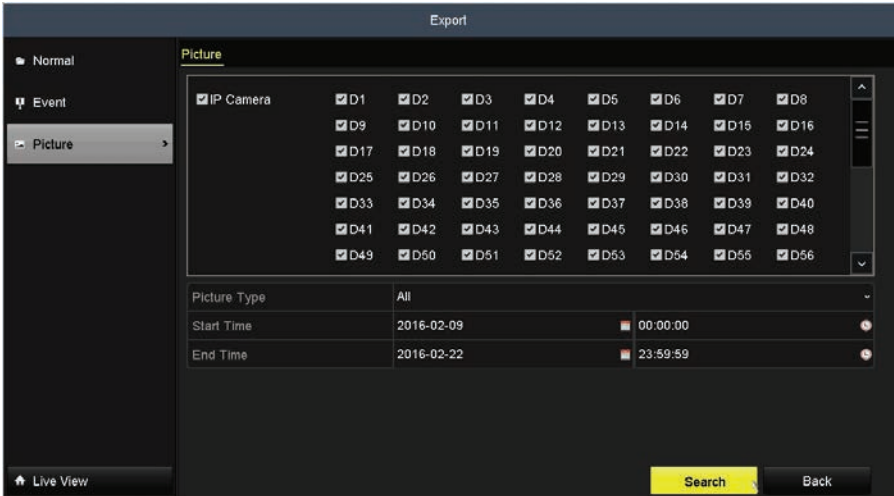 Export
Normal
Event
Picture
Picture
IP Camera D1 D2 D3 D4 D5 D6 D7 D8
D9 D10 D11 D12 D13 D14 D15 D16
D17 D18 D19 D20 D21 D22 D23 D24
D25 D26 D27 D28 D29 D30 D31 D32
D33 D34 D35 D36 D37 D38 D39 D40
D41 D42 D43 D44 D45 D46 D47 D48
D49 D50 D51 D52 D53 D54 D55 D56
Picture Type All
Start Time 2016-02-09 00:00:00
End Time 2016-02-22 23:59:59
Live View
Search Back